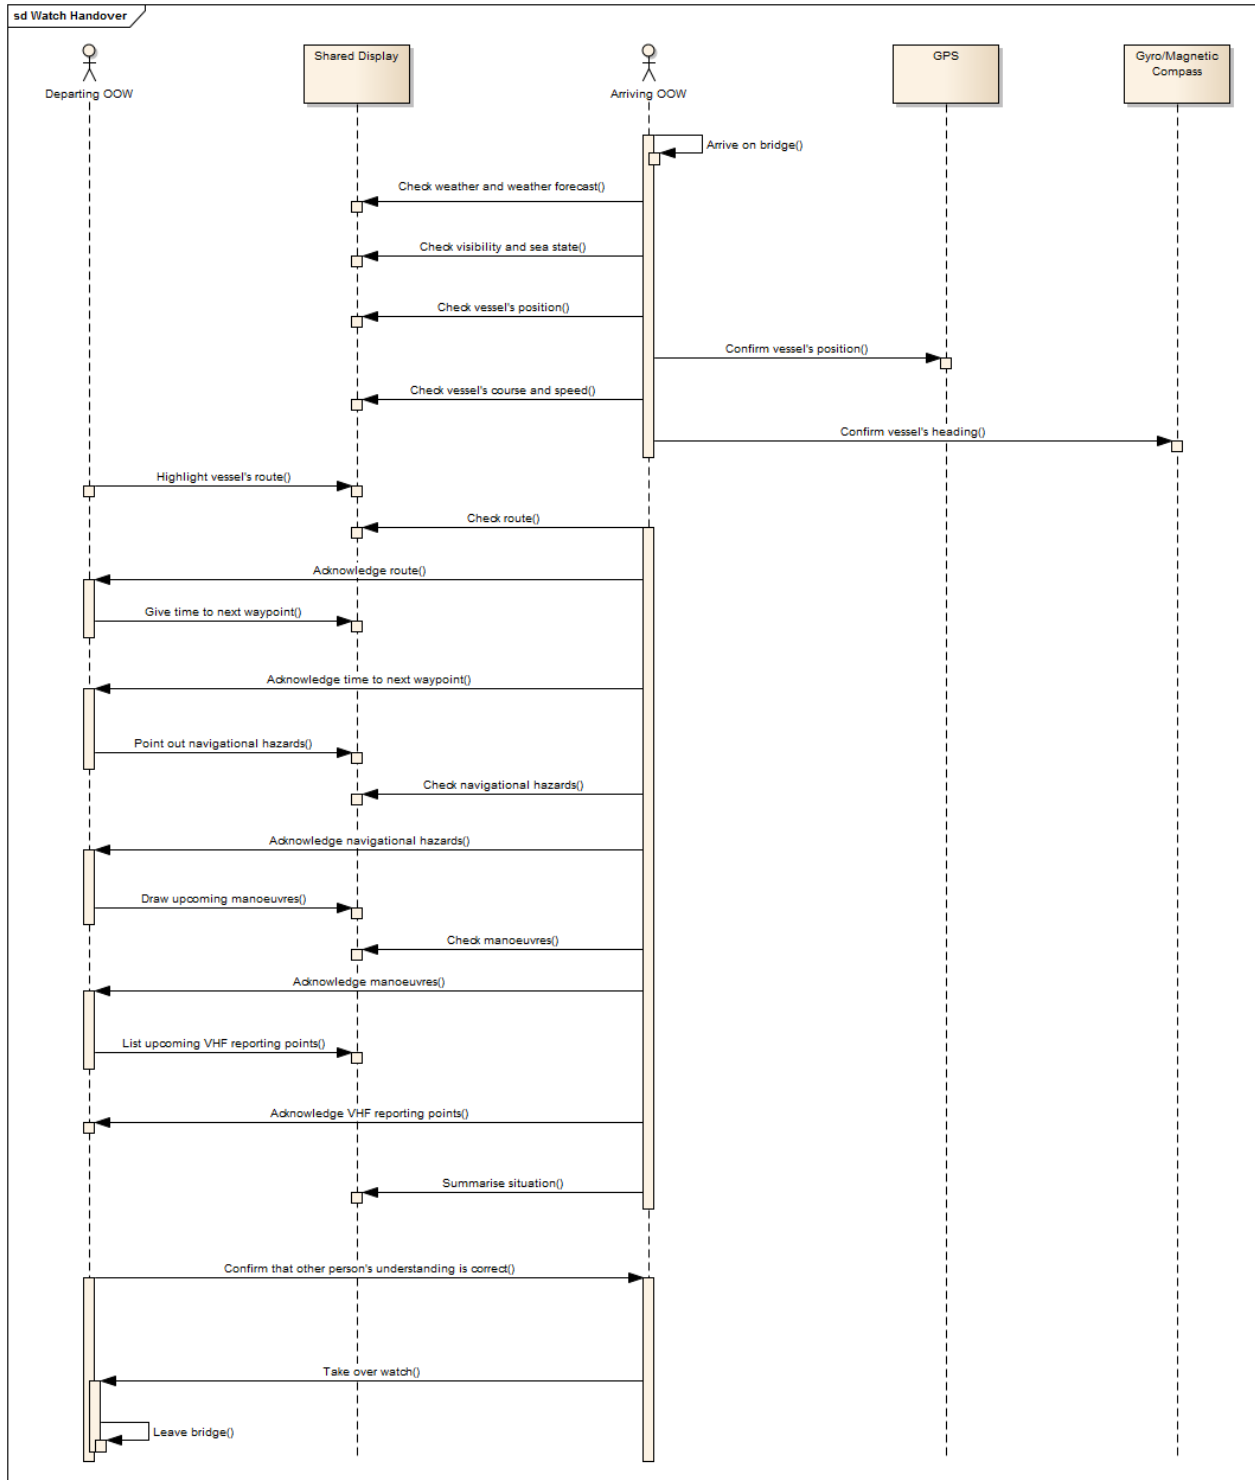 sd Watch Handover
Departing OOW
Shared Display
Arriving OOW
GPS
Gyro/Magnetic
Compass
Arrive on bridge()
Check weather and weather forecast()
Check visibility and sea state()
Check vessel's position()
Confirm vessel's position()
Check vessel's course and speed()
Confirm vessel's heading()
Highlight vessel's route()
Check route()
Acknowledge route()
Give time to next waypoint()
Acknowledge time to next waypoint()
Point out navigational hazards()
Check navigational hazards()
Acknowledge navigational hazards()
Draw upcoming manoeuvres()
Check manoeuvres()
Acknowledge manoeuvres()
List upcoming VHF reporting points()
Acknowledge VHF reporting points()
Summarise situation()
Confirm that other person's understanding is correct()
Take over watch()
Leave bridge()